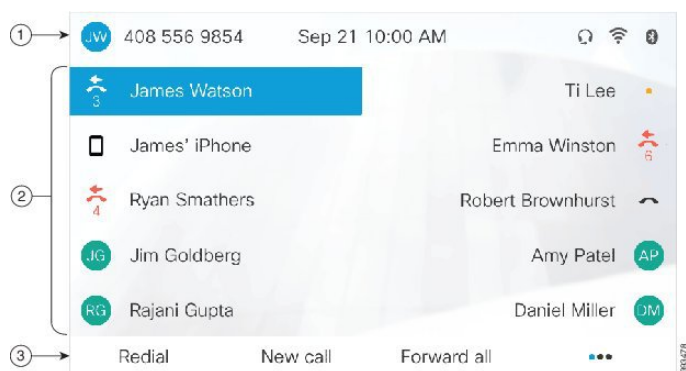 1 JW 408 556 9854 Sep 21 10:00 AM
3 James Watson Ti Lee
James' iPhone Emma Winston 6
2
4 Ryan Smathers Robert Brownhurst
JG Jim Goldberg Amy Patel AP
RG Rajani Gupta Daniel Miller DM
3 Redial New call Forward all